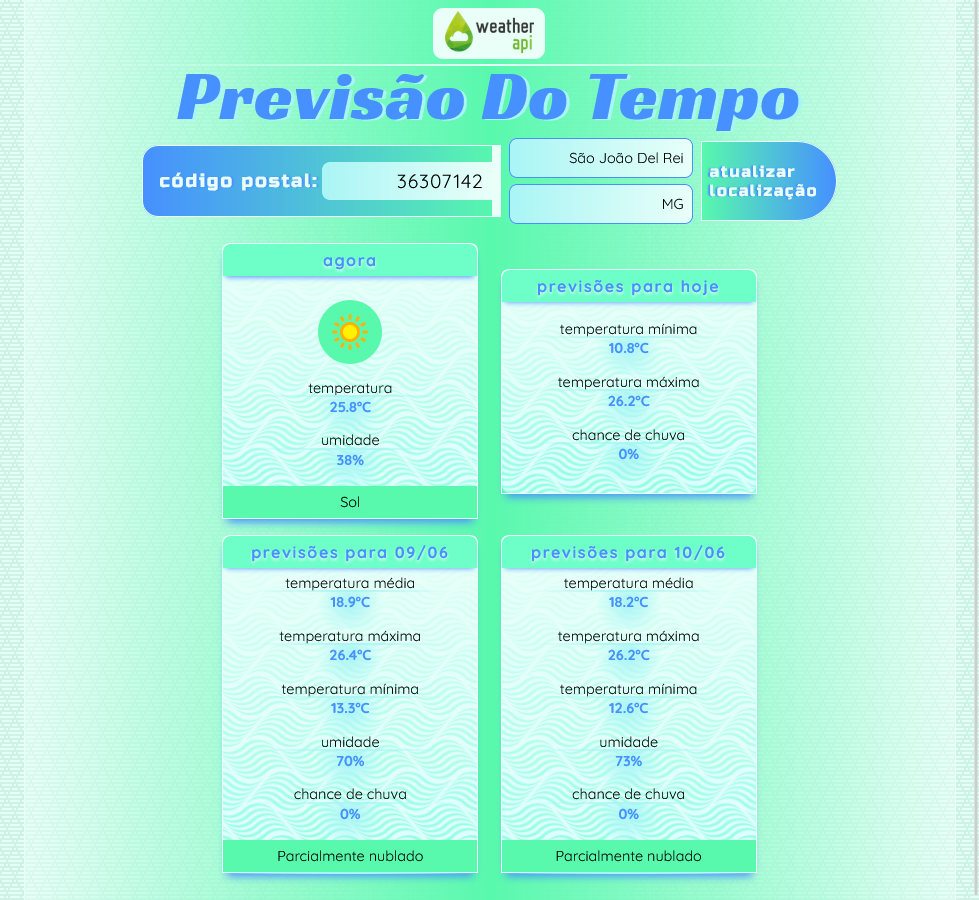 weather
api
Previsão Do Tempo
código postal:
36307142
São João Del Rei
MG
atualizar
localização
agora
temperatura
25.8°C
umidade
38%
Sol
previsões para hoje
temperatura mínima
10.8°C
temperatura máxima
26.2°C
chance de chuva
0%
previsões para 09/06
temperatura média
18.9°C
temperatura máxima
26.4°C
temperatura mínima
13.3°C
umidade
70%
chance de chuva
0%
Parcialmente nublado
previsões para 10/06
temperatura média
18.2°C
temperatura máxima
26.2°C
temperatura mínima
12.6°C
umidade
73%
chance de chuva
0%
Parcialmente nublado